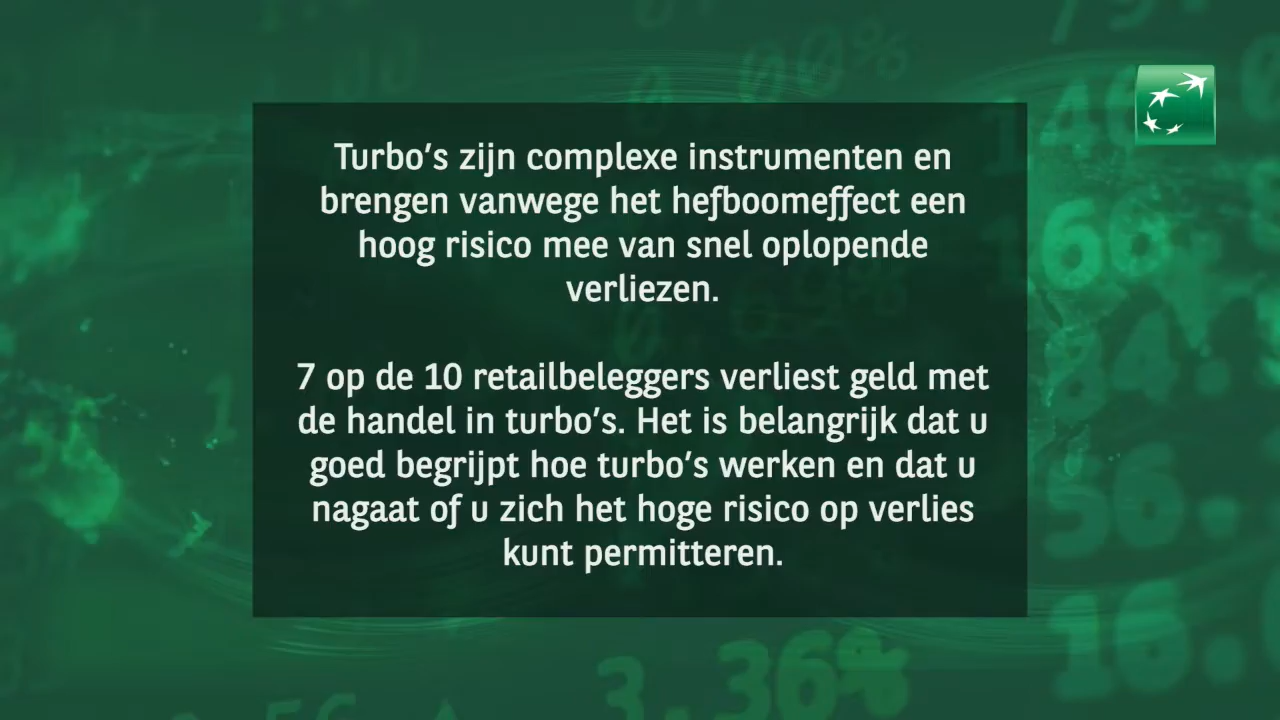 Turbo's zijn complexe instrumenten en
brengen vanwege het hefboomeffect een
hoog risico mee van snel oplopende
verliezen.
7 op de 10 retailbeleggers verliest geld met
de handel in turbo's. Het is belangrijk dat u
goed begrijpt hoe turbo's werken en dat u
nagaat of u zich het hoge risico op verlies
kunt permitteren.
3.36%